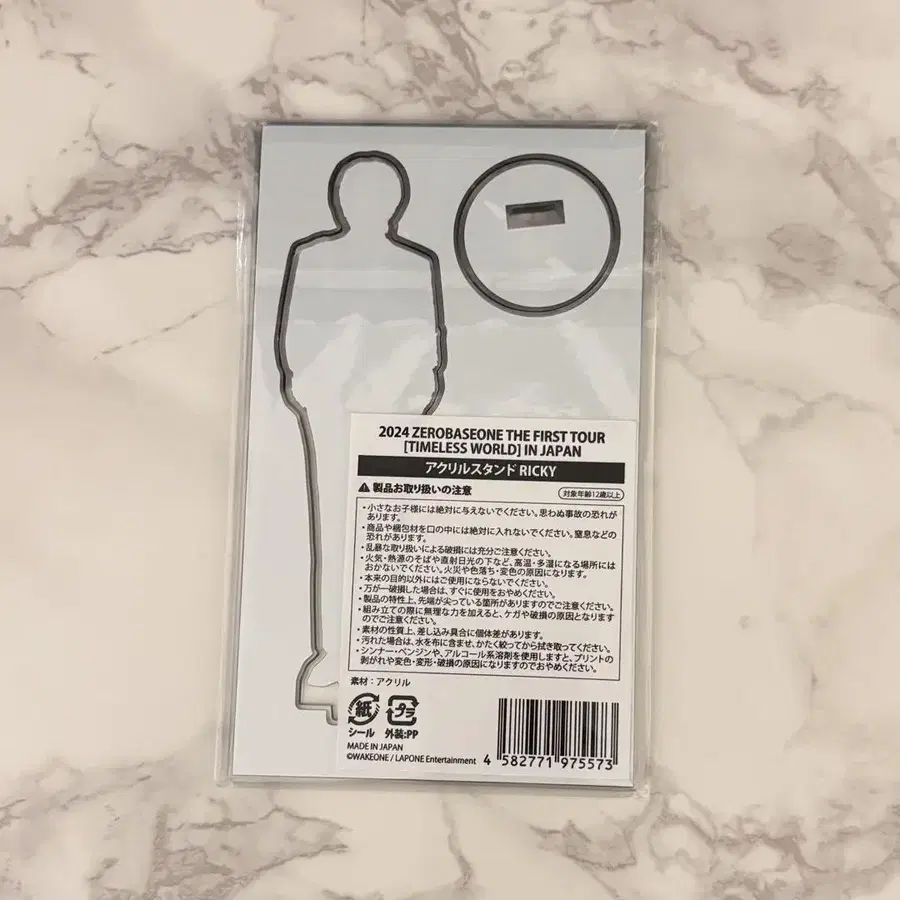 2024 ZEROBASEONE THE FIRST TOUR
[TIMELESS WORLD] IN JAPAN
アクリルスタンド RICKY
製品お取り扱いの注意
対象年齢12歳以上
・小さなお子様には絶対に与えないでください。思わぬ事故の恐れが
あります。
・商品や梱包材を口の中には絶対に入れないでください。窒息などの
恐れがあります。
・乱暴な取り扱いによる破損には充分ご注意ください。
・火気・熱源のそばや直射日光の下など、高温・多湿になる場所には
おかないでください。火災や色落ち・変色の原因になります。
・本来の目的以外にはご使用にならないでください。
・万が一破損した場合は、すぐに使用をおやめください。
・製品の特性上、先端が尖っている箇所がありますのでご注意ください。
・組み立ての際に無理な力を加えると、ケガや破損の原因となります
のでご注意ください。
・素材の性質上、差し込み具合に個体差があります。
・汚れた場合は、水を布に含ませ、かたく絞ってから拭き取ってください。
・シンナー・ベンジンや、アルコール系溶剤を使用しますと、プリントの
剥がれや変色・変形・破損の原因になりますのでおやめください。
素材：アクリル
紙
プラ
シール 外装:PP
MADE IN JAPAN
©WAKEONE / LAPONE Entertainment
4 582771 975573